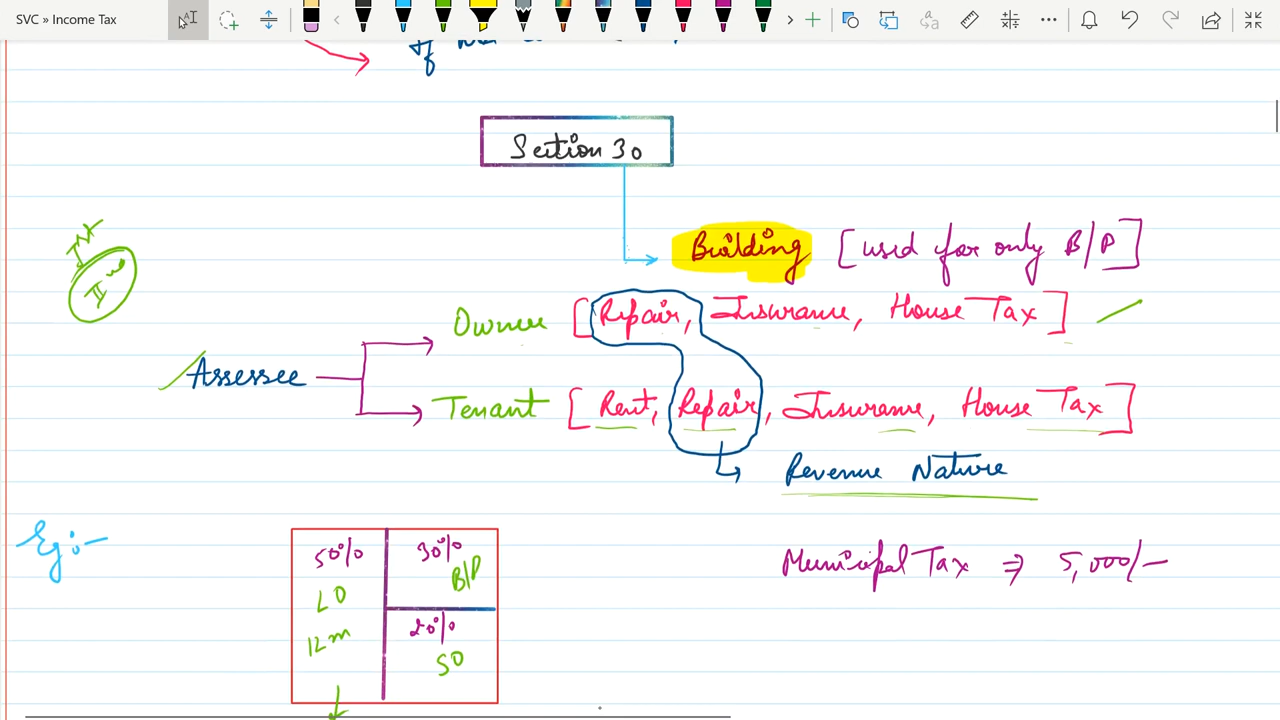 SVC » Income Tax
If
Section 30
Building [used for only B/P]
Owner [Repair, Insurance, House Tax]
Assessee
Tenant [Rent, Repair, Insurance, House Tax]
Revenue Nature
Eg:-
50% 30%
B/P
LO
20%
12m
SO
Municipal Tax ⇒ 5,000/-